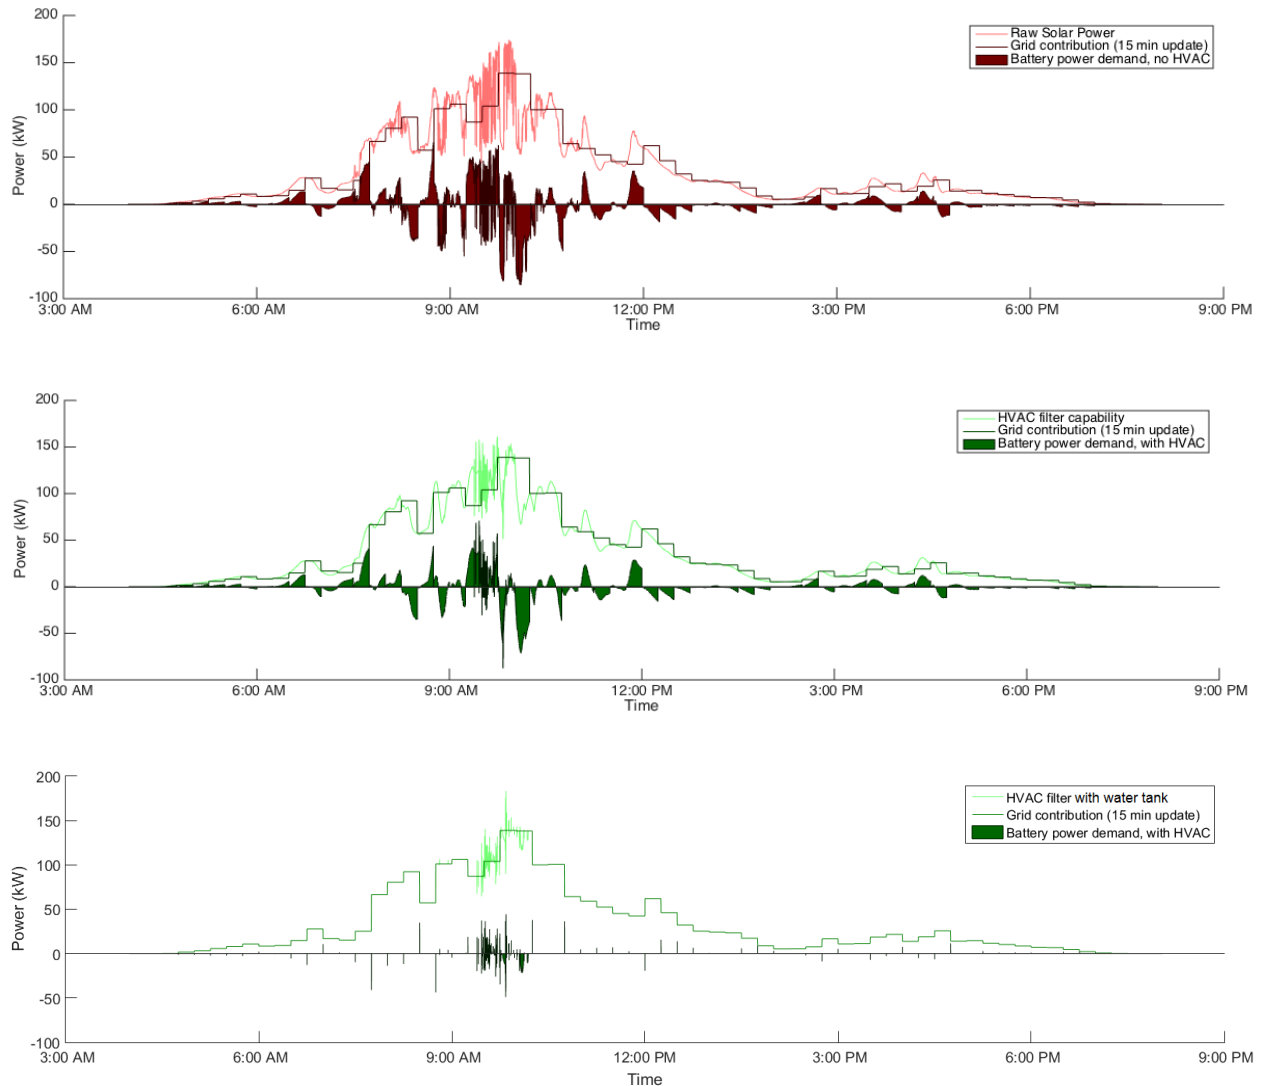 200
150
100
50
0
-50
-100
Power (kW)
3:00 AM 6:00 AM 9:00 AM 12:00 PM 3:00 PM 6:00 PM 9:00 PM
Time
Raw Solar Power
Grid contribution (15 min update)
Battery power demand, no HVAC
200
150
100
50
0
-50
-100
Power (kW)
3:00 AM 6:00 AM 9:00 AM 12:00 PM 3:00 PM 6:00 PM 9:00 PM
Time
HVAC filter capability
Grid contribution (15 min update)
Battery power demand, with HVAC
200
150
100
50
0
-50
-100
Power (kW)
3:00 AM 6:00 AM 9:00 AM 12:00 PM 3:00 PM 6:00 PM 9:00 PM
Time
HVAC filter with water tank
Grid contribution (15 min update)
Battery power demand, with HVAC